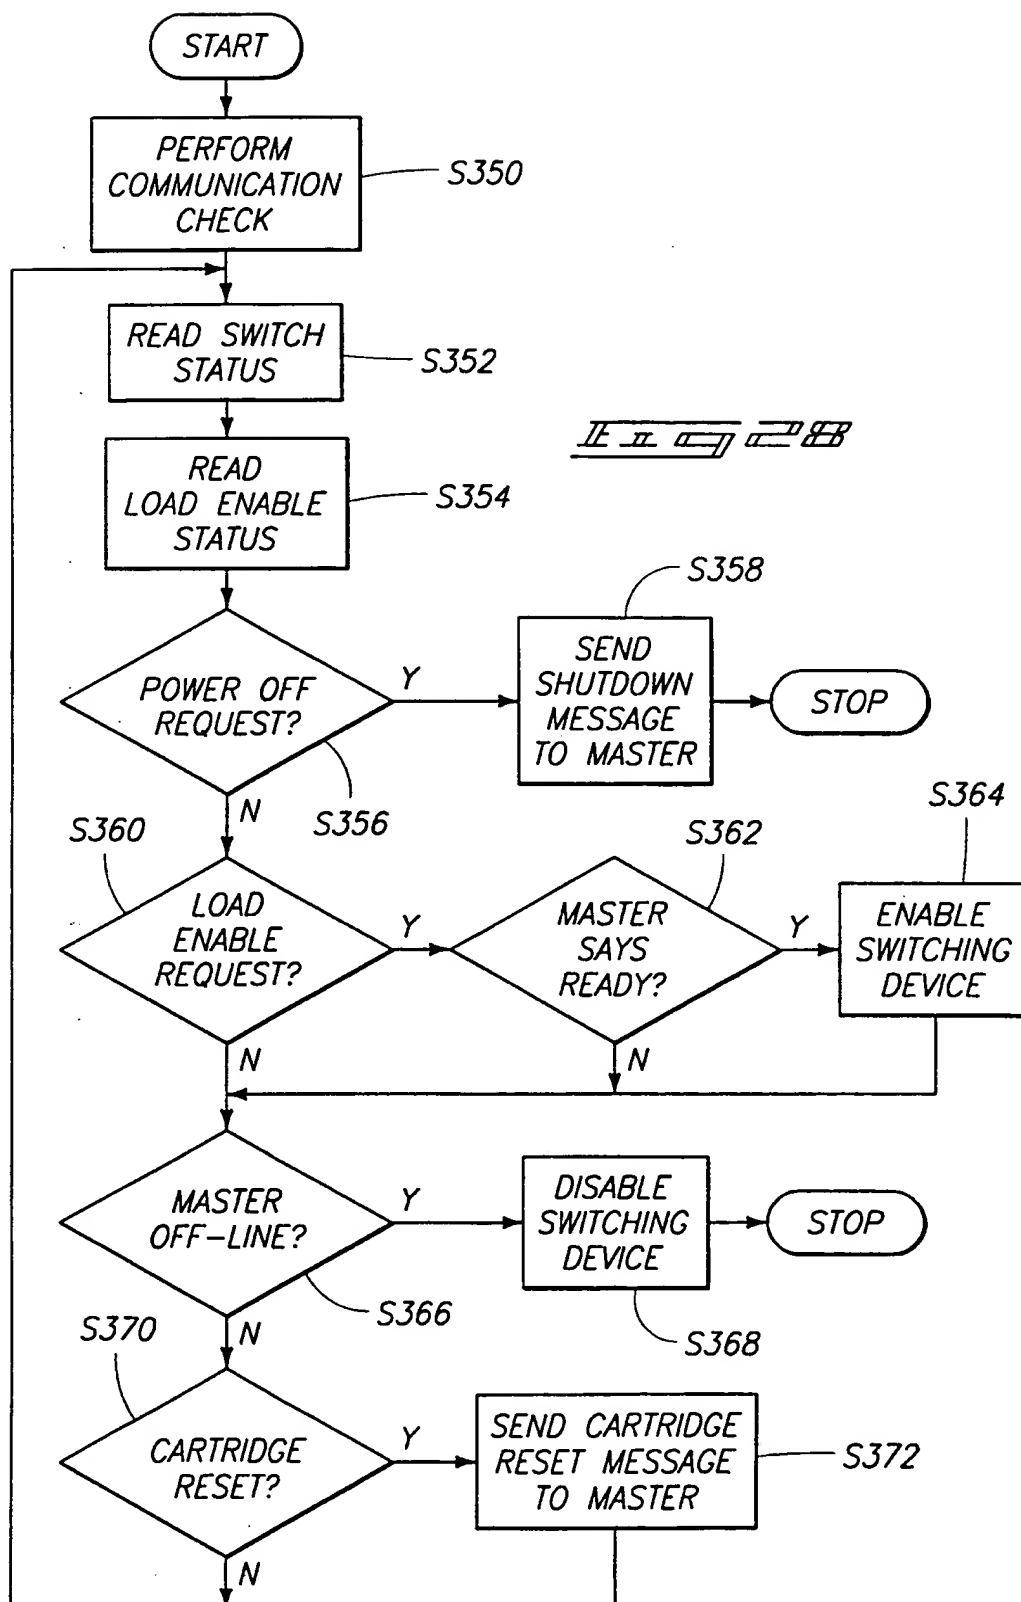 START
PERFORM
COMMUNICATION
CHECK
S350
READ SWITCH
STATUS
S352
Fig 28
READ
LOAD ENABLE
STATUS
S354
S358
POWER OFF
REQUEST?
Y
SEND
SHUTDOWN
MESSAGE
TO MASTER
STOP
N
S356
S360
S362
S364
LOAD
ENABLE
REQUEST?
Y
MASTER
SAYS
READY?
Y
ENABLE
SWITCHING
DEVICE
N
N
MASTER
OFF-LINE?
Y
DISABLE
SWITCHING
DEVICE
STOP
N
S366
S368
S370
CARTRIDGE
RESET?
Y
SEND CARTRIDGE
RESET MESSAGE
TO MASTER
S372
N